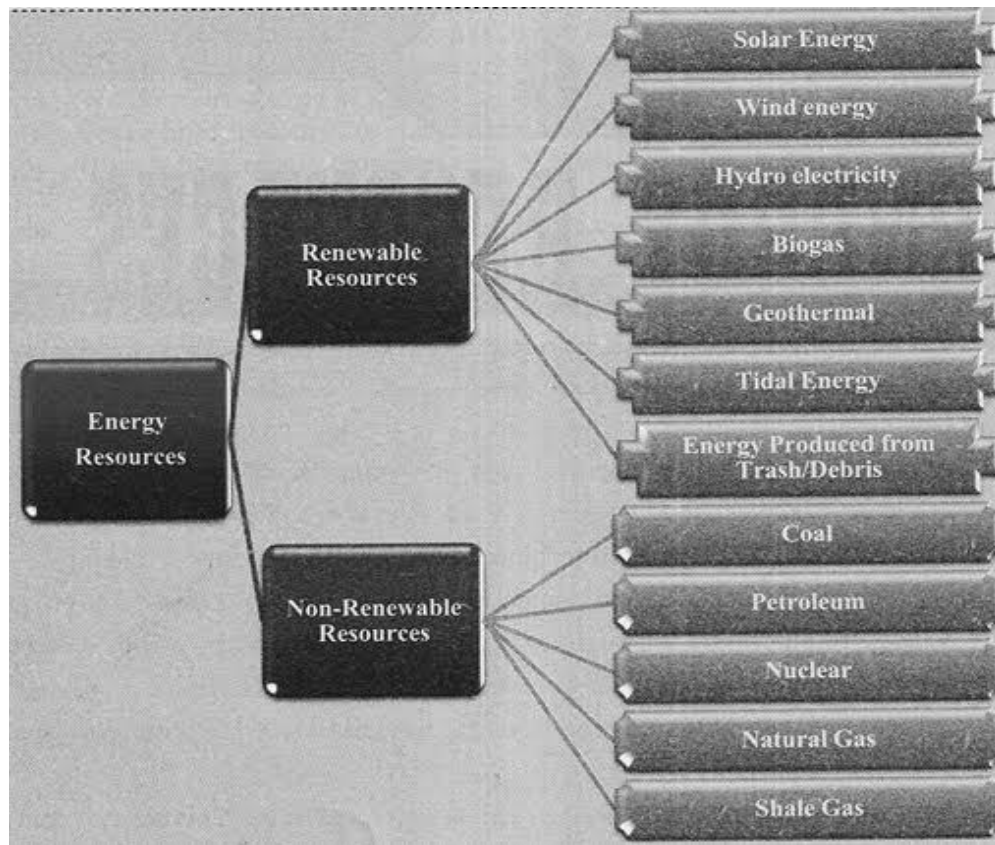 Energy
Resources
Renewable
Resources
Solar Energy
Wind energy
Hydro electricity
Biogas
Geothermal
Tidal Energy
Energy Produced from
Trash/Debris
Non-Renewable
Resources
Coal
Petroleum
Nuclear
Natural Gas
Shale Gas